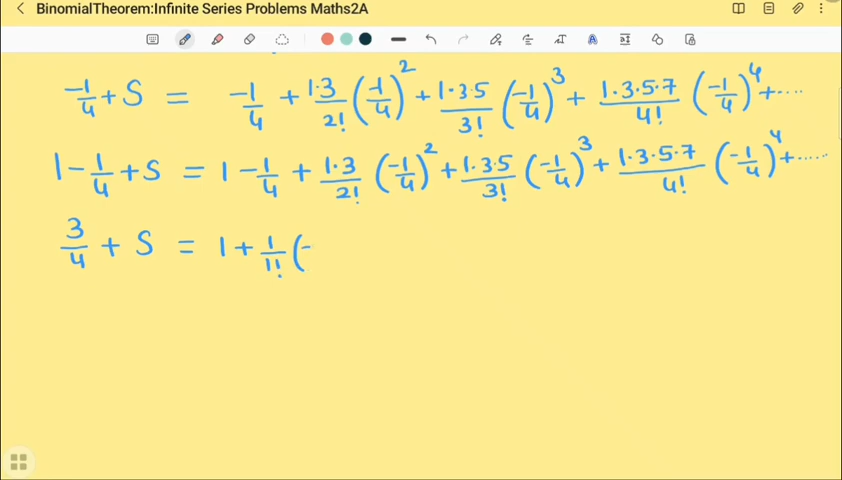 BinomialTheorem:Infinite Series Problems Maths2A
-1/4 + S = -1/4 + 1·3/2! (-1/4)^2 + 1·3·5/3! (-1/4)^3 + 1·3·5·7/4! (-1/4)^4 + ....
1 - 1/4 + S = 1 - 1/4 + 1·3/2! (-1/4)^2 + 1·3·5/3! (-1/4)^3 + 1·3·5·7/4! (-1/4)^4 + .....
3/4 + S = 1 + 1/1! (-